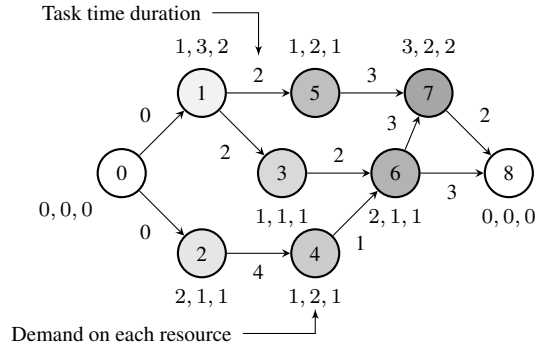 Task time duration
1, 3, 2
1, 2, 1
3, 2, 2
2
3
1
5
7
0
2
3
2
2
0
3
6
8
3
0, 0, 0
0
1, 1, 1
2, 1, 1
0, 0, 0
1
2
4
4
2, 1, 1
1, 2, 1
Demand on each resource